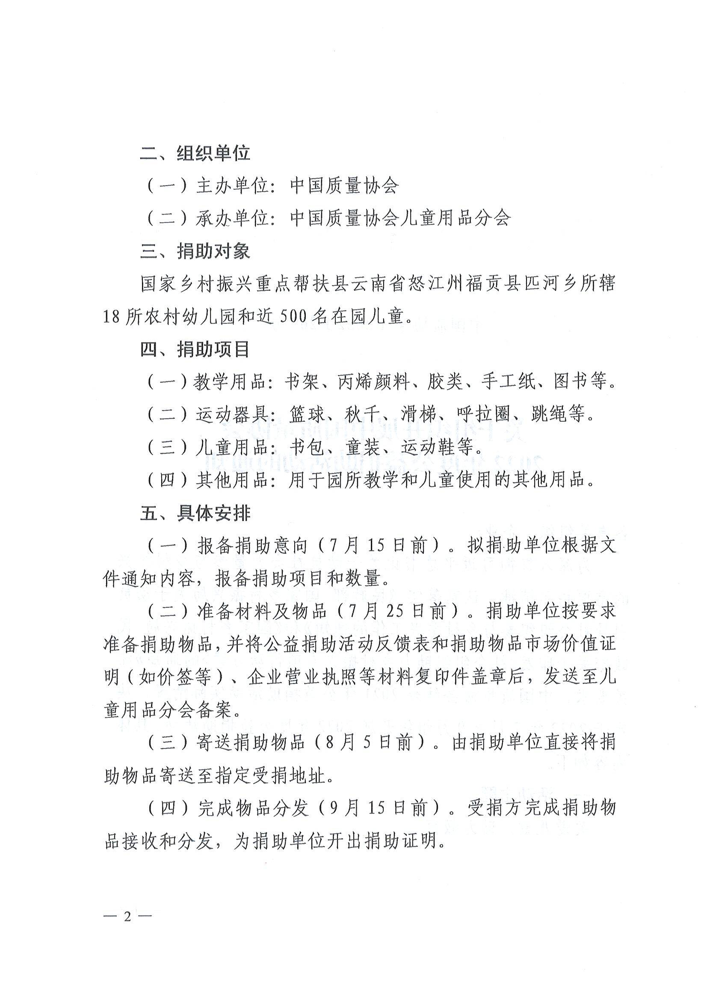 二、组织单位
（一）主办单位：中国质量协会
（二）承办单位：中国质量协会儿童用品分会
三、捐助对象
国家乡村振兴重点帮扶县云南省怒江州福贡县匹河乡所辖
18所农村幼儿园和近500名在园儿童。
四、捐助项目
（一）教学用品：书架、丙烯颜料、胶类、手工纸、图书等。
（二）运动器具：篮球、秋千、滑梯、呼拉圈、跳绳等。
（三）儿童用品：书包、童装、运动鞋等。
（四）其他用品：用于园所教学和儿童使用的其他用品。
五、具体安排
（一）报备捐助意向（7月15日前）。拟捐助单位根据文
件通知内容，报备捐助项目和数量。
（二）准备材料及物品（7月25日前）。捐助单位按要求
准备捐助物品，并将公益捐助活动反馈表和捐助物品市场价值证
明（如价签等）、企业营业执照等材料复印件盖章后，发送至儿
童用品分会备案。
（三）寄送捐助物品（8月5日前）。由捐助单位直接将捐
助物品寄送至指定受捐地址。
（四）完成物品分发（9月15日前）。受捐方完成捐助物
品接收和分发，为捐助单位开出捐助证明。
— 2 —